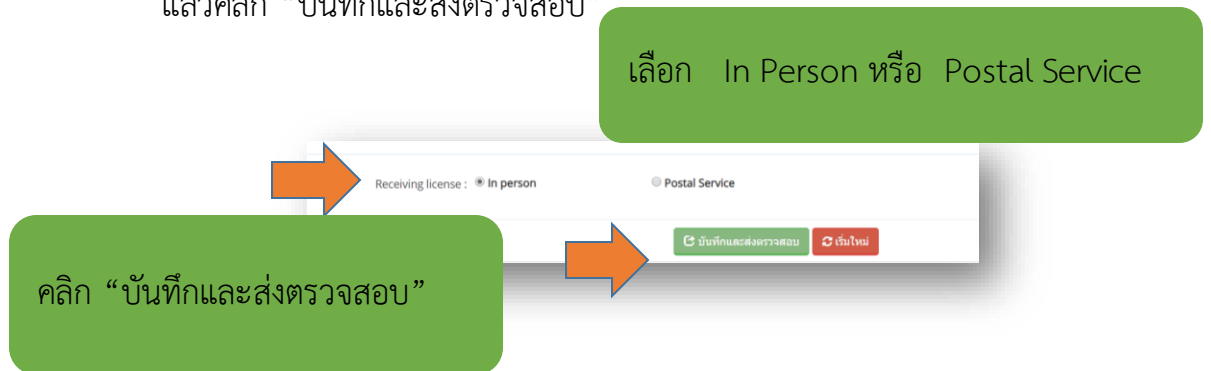 แล้วคลิก “บันทึกและส่งตรวจสอบ”
เลือก In Person หรือ Postal Service
Receiving license : In person Postal Service
บันทึกและส่งตรวจสอบ เริ่มใหม่
คลิก “บันทึกและส่งตรวจสอบ”